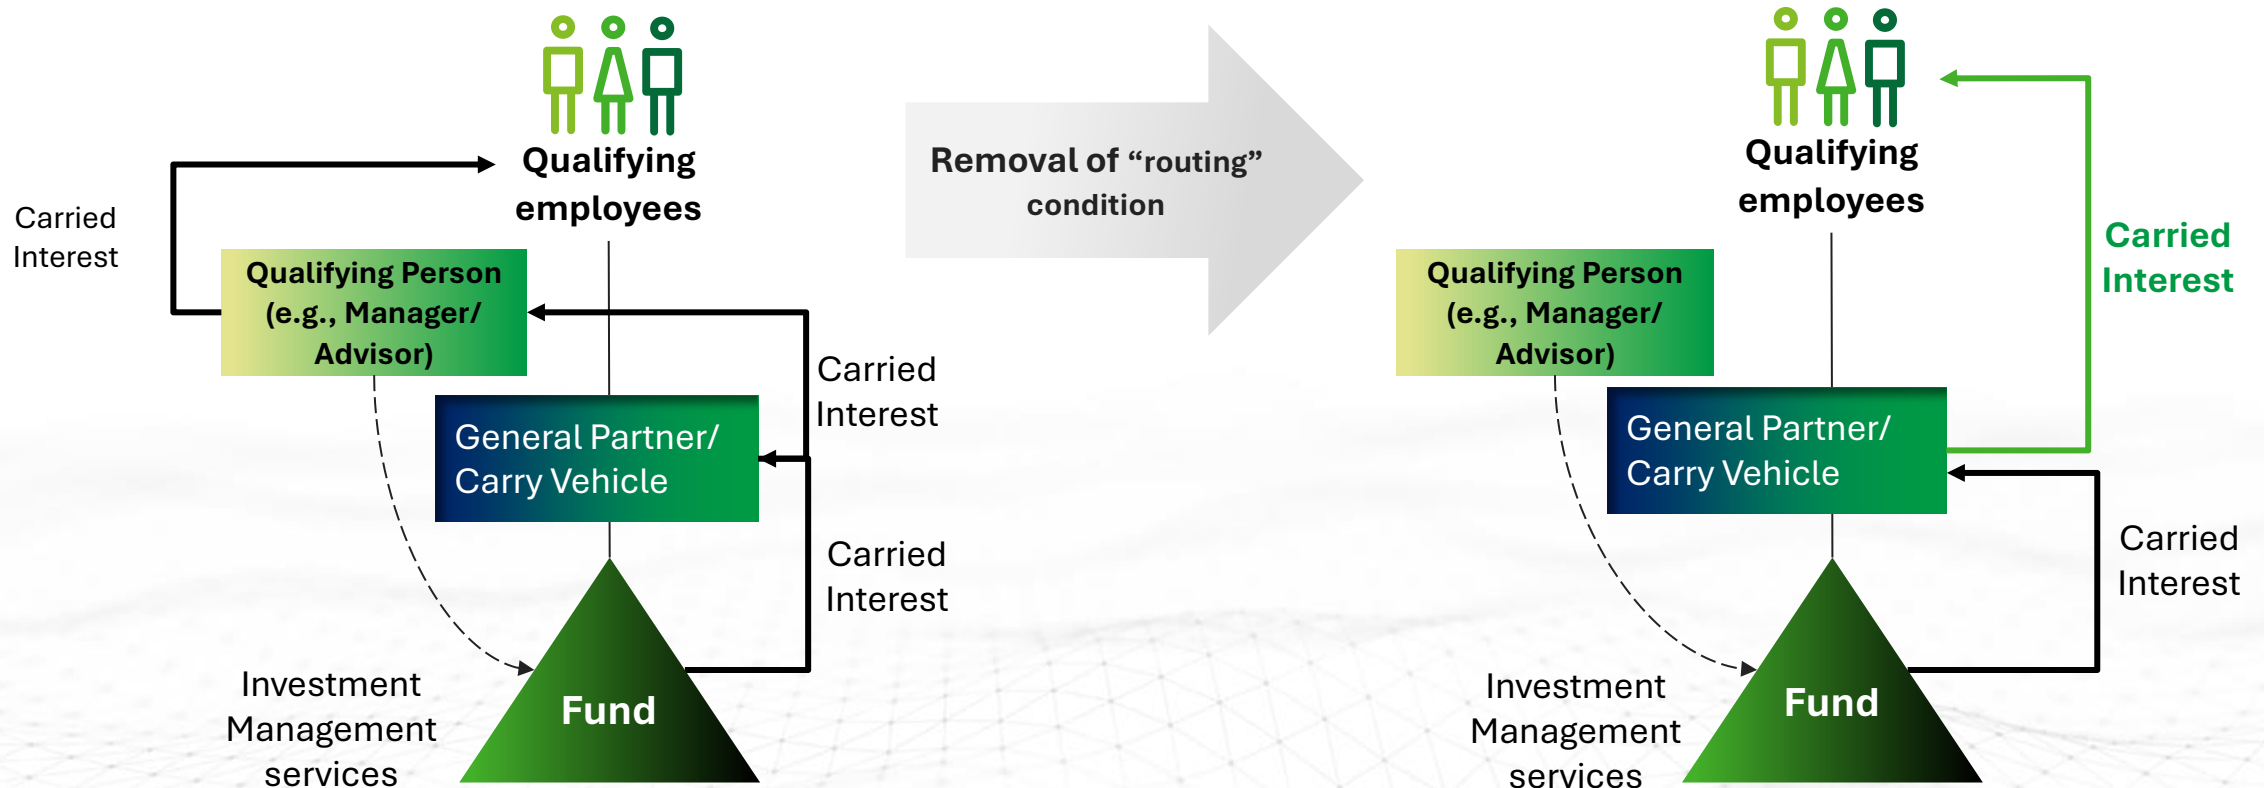 Qualifying
employees
Carried
Interest
Qualifying Person
(e.g., Manager/
Advisor)
Carried
Interest
General Partner/
Carry Vehicle
Carried
Interest
Investment
Management
services
Fund
Removal of “routing”
condition
Qualifying
employees
Carried
Interest
Qualifying Person
(e.g., Manager/
Advisor)
General Partner/
Carry Vehicle
Carried
Interest
Investment
Management
services
Fund